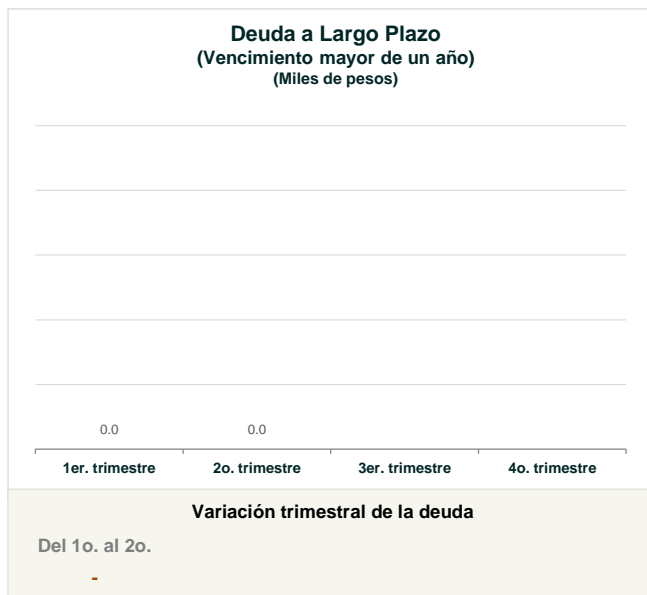 Deuda a Largo Plazo
(Vencimiento mayor de un año)
(Miles de pesos)
0.0 0.0
1er. trimestre 2o. trimestre 3er. trimestre 4o. trimestre
Variación trimestral de la deuda
Del 1o. al 2o.
-